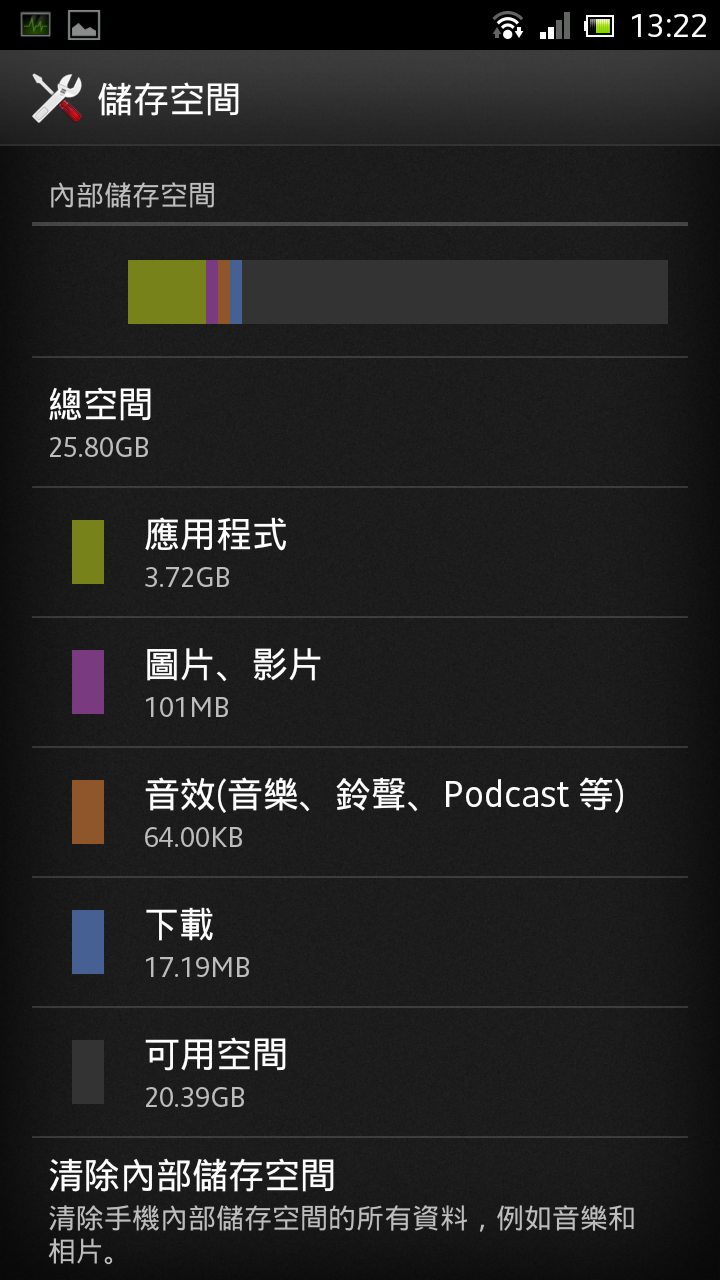 13:22
儲存空間
內部儲存空間
總空間
25.80GB
應用程式
3.72GB
圖片、影片
101MB
音效(音樂、鈴聲、Podcast 等)
64.00KB
下載
17.19MB
可用空間
20.39GB
清除內部儲存空間
清除手機內部儲存空間的所有資料，例如音樂和
相片。